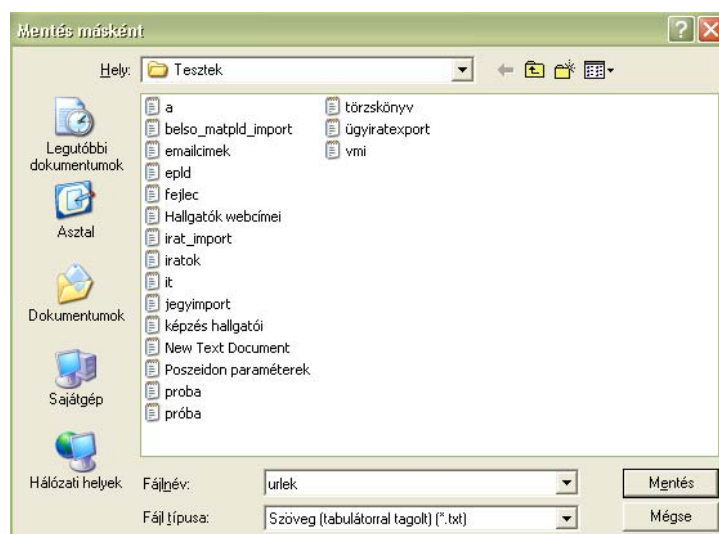 Mentés másként
Hely: Tesztek
Legutóbbi dokumentumok
Asztal
Dokumentumok
Sajátgép
Hálózati helyek
a
belso_matpld_import
emailcimek
epld
fejlec
Hallgatók webcímei
irat_import
iratok
it
jegyimport
képzés hallgatói
New Text Document
Poszeidon paraméterek
proba
próba
törzskönyv
ügyiratexport
vmi
Fájlnév: urlek Mentés
Fájl típusa: Szöveg (tabulátorral tagolt) (*.txt) Mégse